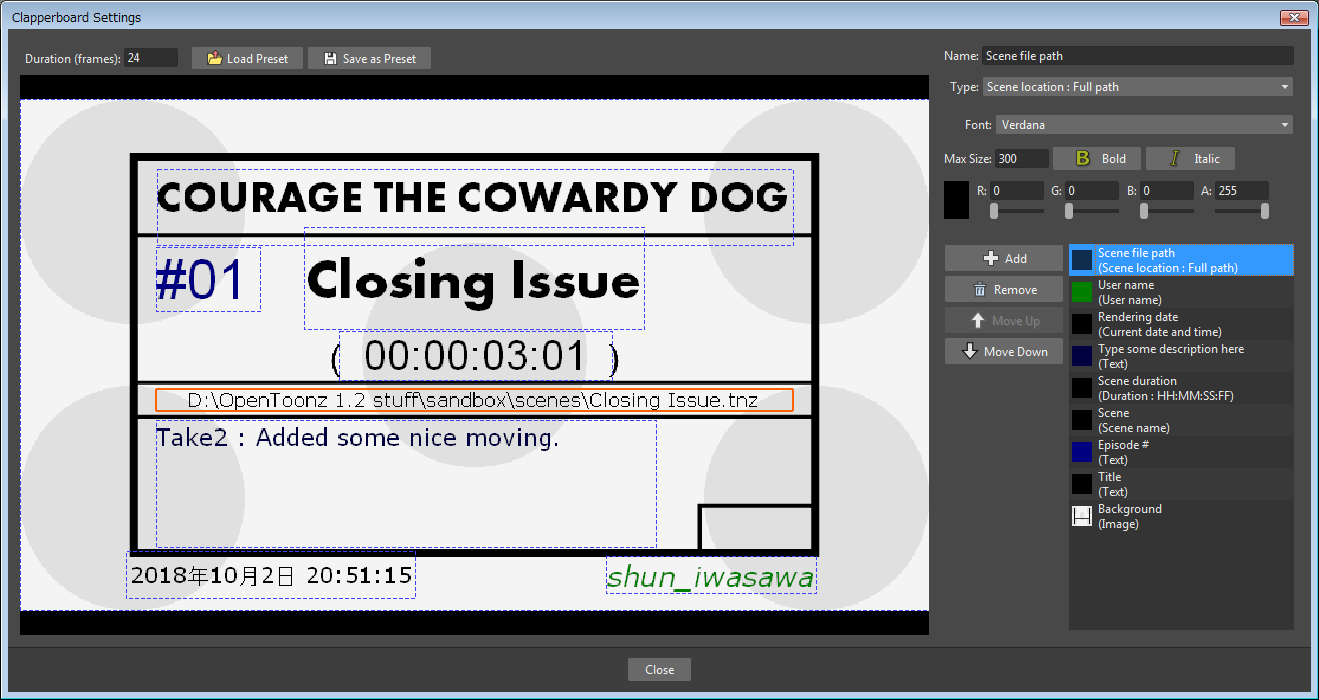 Clapperboard Settings
Duration (frames): 24
Load Preset
Save as Preset
COURAGE THE COWARDY DOG
#01
Closing Issue
( 00:00:03:01 )
D:\OpenToonz 1.2 stuff\sandbox\scenes\Closing Issue.tnz
Take2 : Added some nice moving.
2018年10月2日 20:51:15
shun_iwasawa
Name: Scene file path
Type: Scene location : Full path
Font: Verdana
Max Size: 300
B Bold
I Italic
R: 0 G: 0 B: 0 A: 255
Add
Remove
Move Up
Move Down
Scene file path
(Scene location : Full path)
User name
(User name)
Rendering date
(Current date and time)
Type some description here
(Text)
Scene duration
(Duration : HH:MM:SS:FF)
Scene
(Scene name)
Episode #
(Text)
Title
(Text)
Background
(Image)
Close